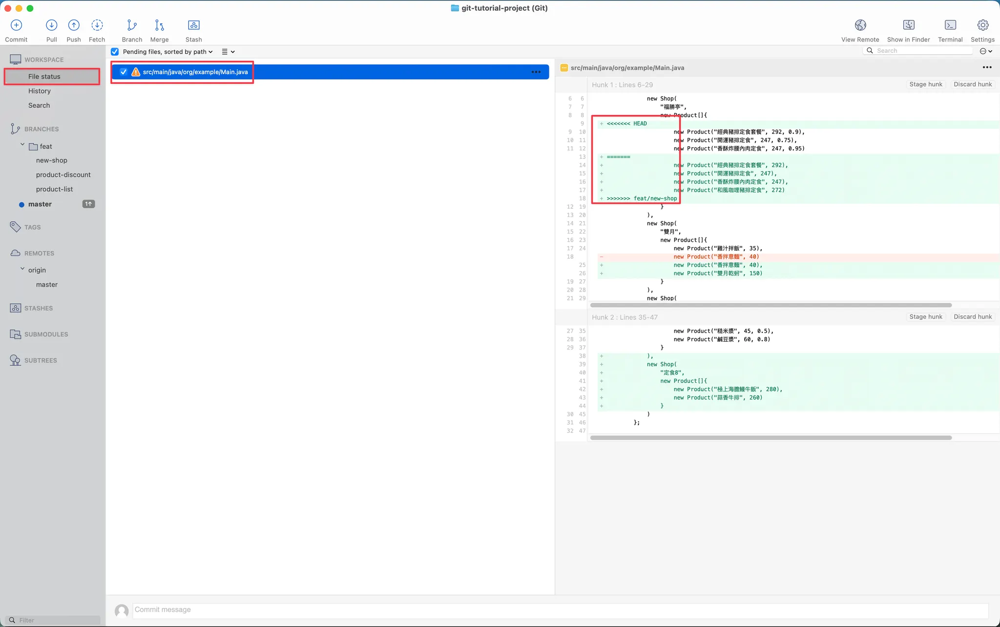 git-tutorial-project (Git)
Commit Pull Push Fetch Branch Merge Stash View Remote Show in Finder Terminal Settings
Pending files, sorted by path
Search
WORKSPACE
File status
History
Search
BRANCHES
feat
new-shop
product-discount
product-list
master 1↑
TAGS
REMOTES
origin
master
STASHES
SUBMODULES
SUBTREES
Filter
src/main/java/org/example/Main.java
src/main/java/org/example/Main.java
Hunk 1 : Lines 6-29 Stage hunk Discard hunk
6 6 new Shop(
7 7 "福勝亭",
8 8 new Product[]{
9 + <<<<<<< HEAD
9 10 new Product("經典豬排定食套餐", 292, 0.9),
10 11 new Product("開運豬排定食", 247, 0.75),
11 12 new Product("香酥炸腰內肉定食", 247, 0.95)
13 + =======
14 + new Product("經典豬排定食套餐", 292),
15 + new Product("開運豬排定食", 247),
16 + new Product("香酥炸腰內肉定食", 247),
17 + new Product("和風咖哩豬排定食", 272)
18 + >>>>>>> feat/new-shop
12 19 }
13 20 ),
14 21 new Shop(
15 22 "雙月",
16 23 new Product[]{
17 24 new Product("雞汁拌飯", 35),
18 - new Product("香拌意麵", 40)
25 + new Product("香拌意麵", 40),
26 + new Product("雙月乾蚵", 150)
19 27 }
20 28 ),
21 29 new Shop(
Hunk 2 : Lines 35-47 Stage hunk Discard hunk
27 35 new Product("糙米漿", 45, 0.5),
28 36 new Product("鹹豆漿", 60, 0.8)
29 37 }
38 + ),
39 + new Shop(
40 + "定食8",
41 + new Product[]{
42 + new Product("極上海膽鰻牛飯", 280),
43 + new Product("蒜香牛排", 260)
44 + }
30 45 )
31 46 };
32 47
Commit message